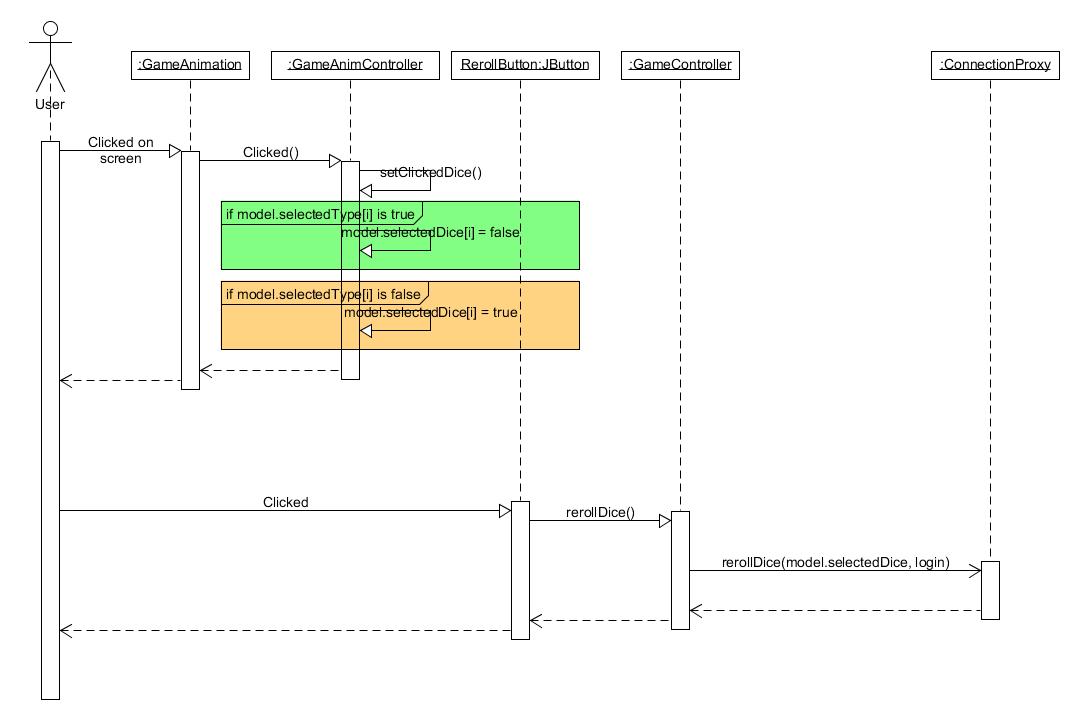 :GameAnimation
:GameAnimController
RerollButton:JButton
:GameController
:ConnectionProxy
User
Clicked on
screen
Clicked()
setClickedDice()
if model.selectedType[i] is true
model.selectedDice[i] = false
if model.selectedType[i] is false
model.selectedDice[i] = true
Clicked
rerollDice()
rerollDice(model.selectedDice, login)